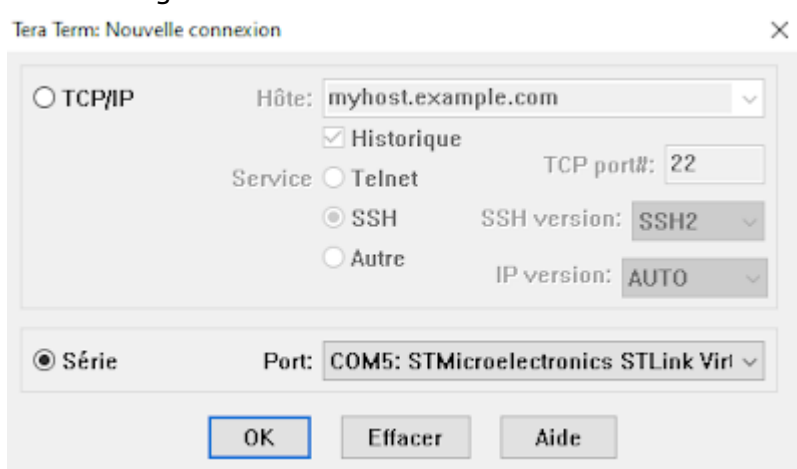 Tera Term: Nouvelle connexion
TCP/IP
Hôte: myhost.example.com
Historique
Service Telnet TCP port#: 22
SSH SSH version: SSH2
Autre IP version: AUTO
Série Port: COM5: STMicroelectronics STLink Virt
OK Effacer Aide